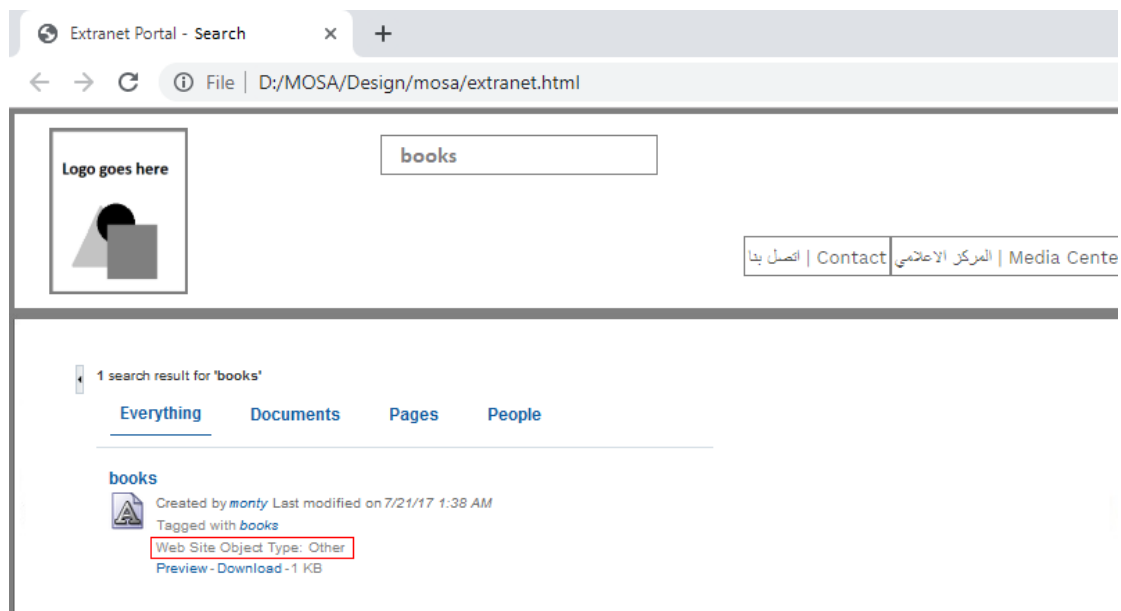 Extranet Portal - Search
File D:/MOSA/Design/mosa/extranet.html
Logo goes here
books
اتصل بنا | Contact
المركز الاعلامي | Media Cente
1 search result for 'books'
Everything Documents Pages People
books
Created by monty Last modified on 7/21/17 1:38 AM
Tagged with books
Web Site Object Type: Other
Preview - Download - 1 KB